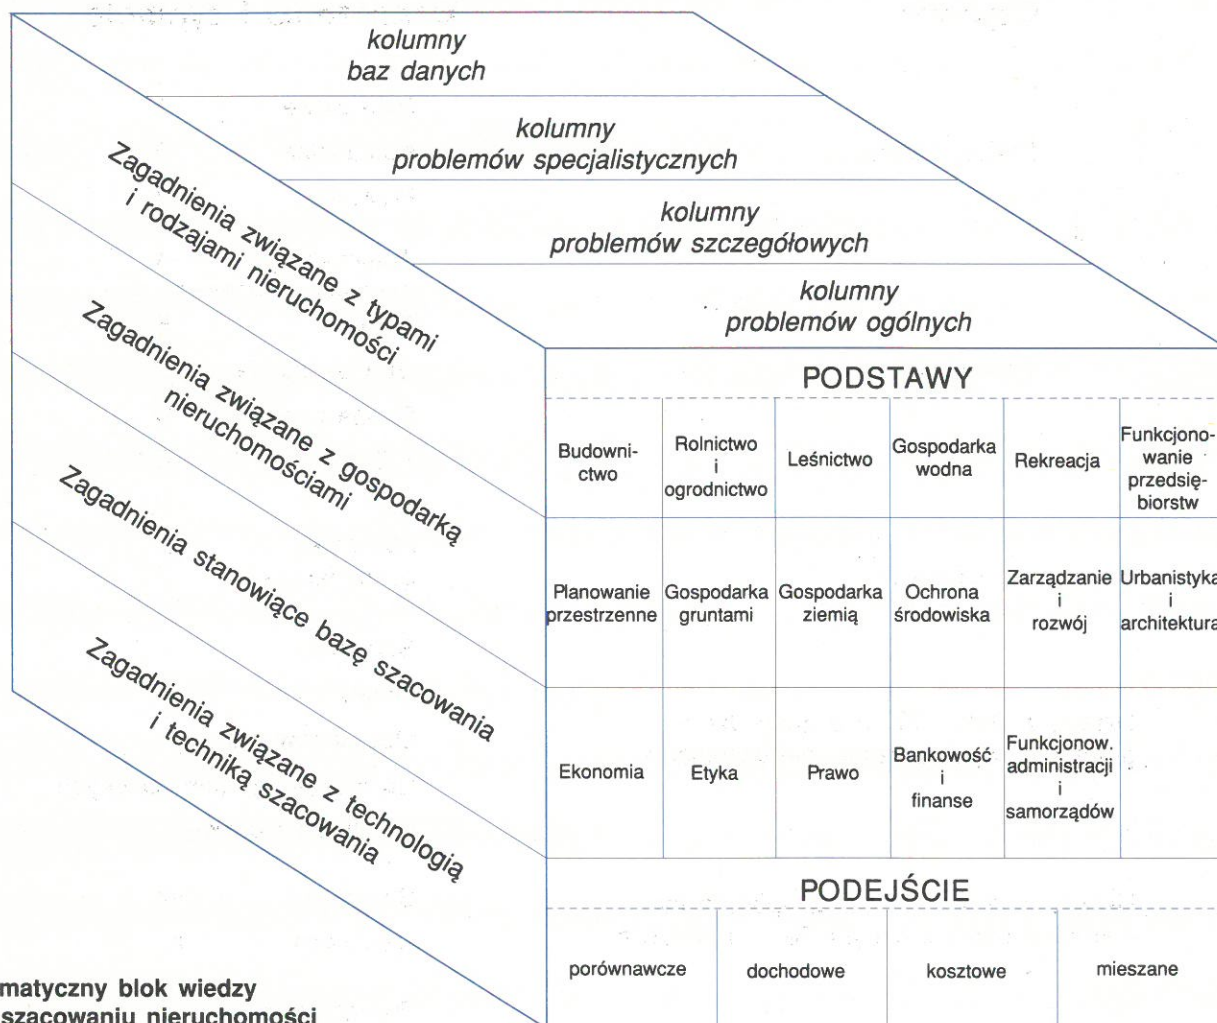 kolumny
baz danych
kolumny
problemów specjalistycznych
kolumny
problemów szczegółowych
kolumny
problemów ogólnych
Zagadnienia związane z typami
i rodzajami nieruchomości
Zagadnienia związane z gospodarką
nieruchomościami
Zagadnienia stanowiące bazę szacowania
Zagadnienia związane z technologią
i techniką szacowania
PODSTAWY
Budowni-
ctwo
Rolnictwo
i
ogrodnictwo
Leśnictwo
Gospodarka
wodna
Rekreacja
Funkcjono-
wanie
przedsię-
biorstw
Planowanie
przestrzenne
Gospodarka
gruntami
Gospodarka
ziemią
Ochrona
środowiska
Zarządzanie
i
rozwój
Urbanistyka
i
architektura
Ekonomia
Etyka
Prawo
Bankowość
i
finanse
Funkcjonow.
administracji
i
samorządów
PODEJŚCIE
porównawcze
dochodowe
kosztowe
mieszane
matyczny blok wiedzy
szacowaniu nieruchomości